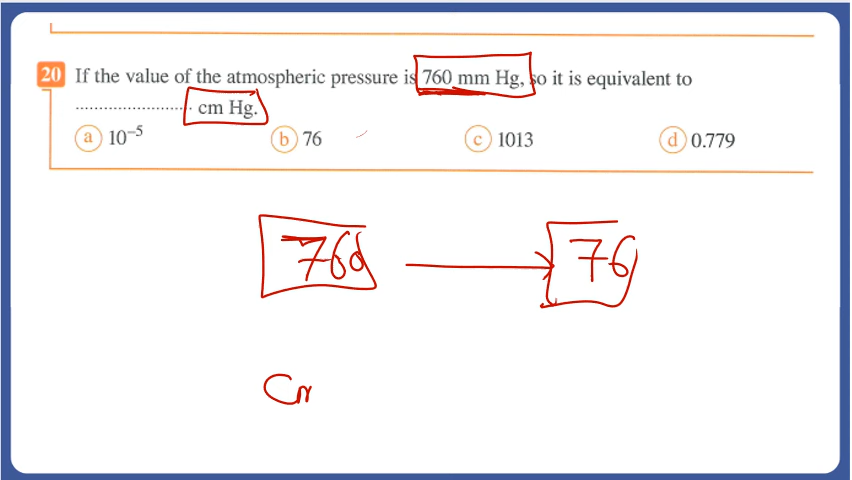 20 If the value of the atmospheric pressure is 760 mm Hg, so it is equivalent to
........................ cm Hg.
a 10⁻⁵ b 76 c 1013 d 0.779
760 76
Cm